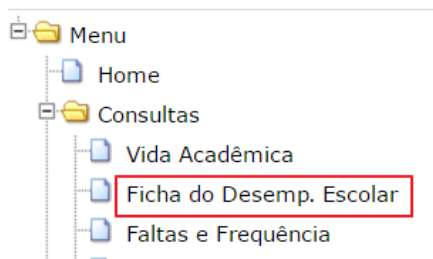 Menu
Home
Consultas
Vida Acadêmica
Ficha do Desemp. Escolar
Faltas e Frequência